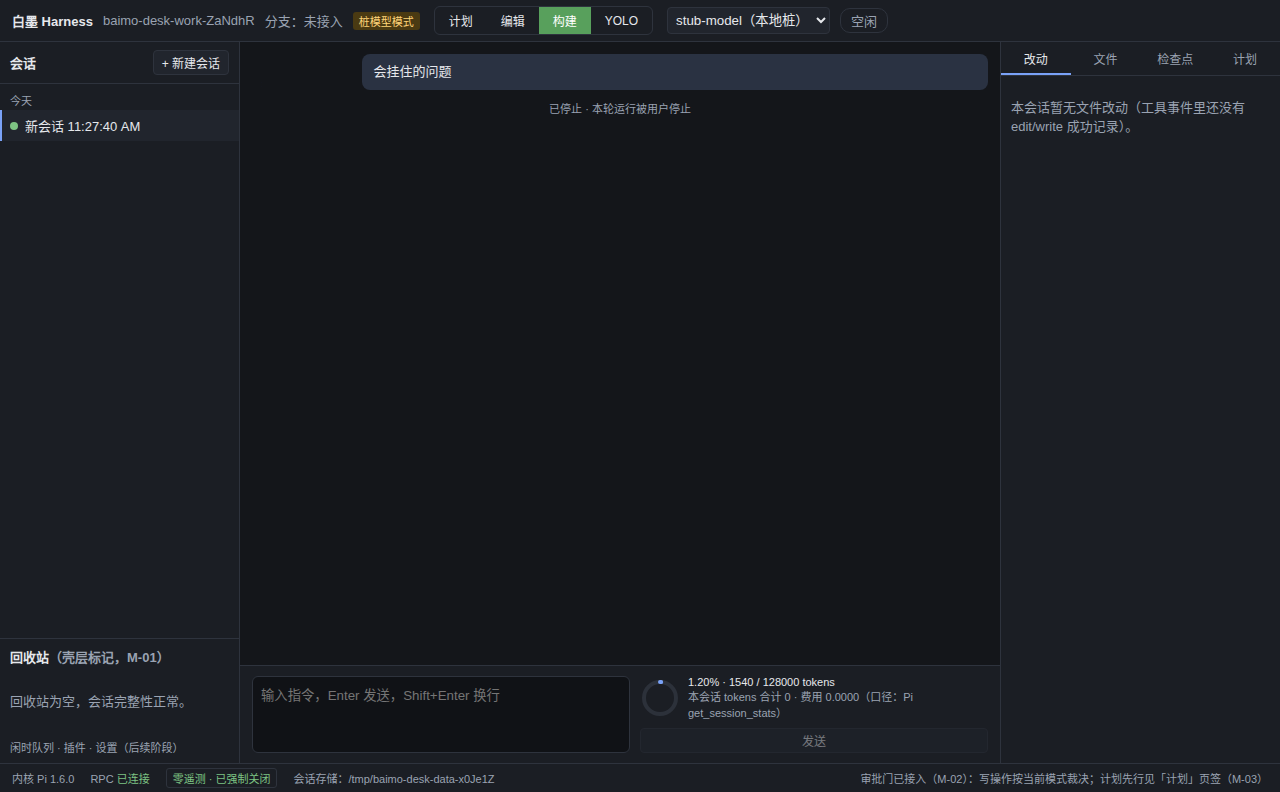 白墨 Harness baimo-desk-work-ZaNdhR 分支：未接入 桩模型模式 计划 编辑 构建 YOLO stub-model（本地桩） 空闲
会话 + 新建会话
今天
新会话 11:27:40 AM
会挂住的问题
已停止 · 本轮运行被用户停止
改动 文件 检查点 计划
本会话暂无文件改动（工具事件里还没有
edit/write 成功记录）。
回收站（壳层标记，M-01）
回收站为空，会话完整性正常。
闲时队列 · 插件 · 设置（后续阶段）
输入指令，Enter 发送，Shift+Enter 换行
1.20% · 1540 / 128000 tokens
本会话 tokens 合计 0 · 费用 0.0000（口径：Pi
get_session_stats）
发送
内核 Pi 1.6.0 RPC 已连接 零遥测 · 已强制关闭 会话存储：/tmp/baimo-desk-data-x0Je1Z 审批门已接入（M-02）：写操作按当前模式裁决；计划先行见「计划」页签（M-03）